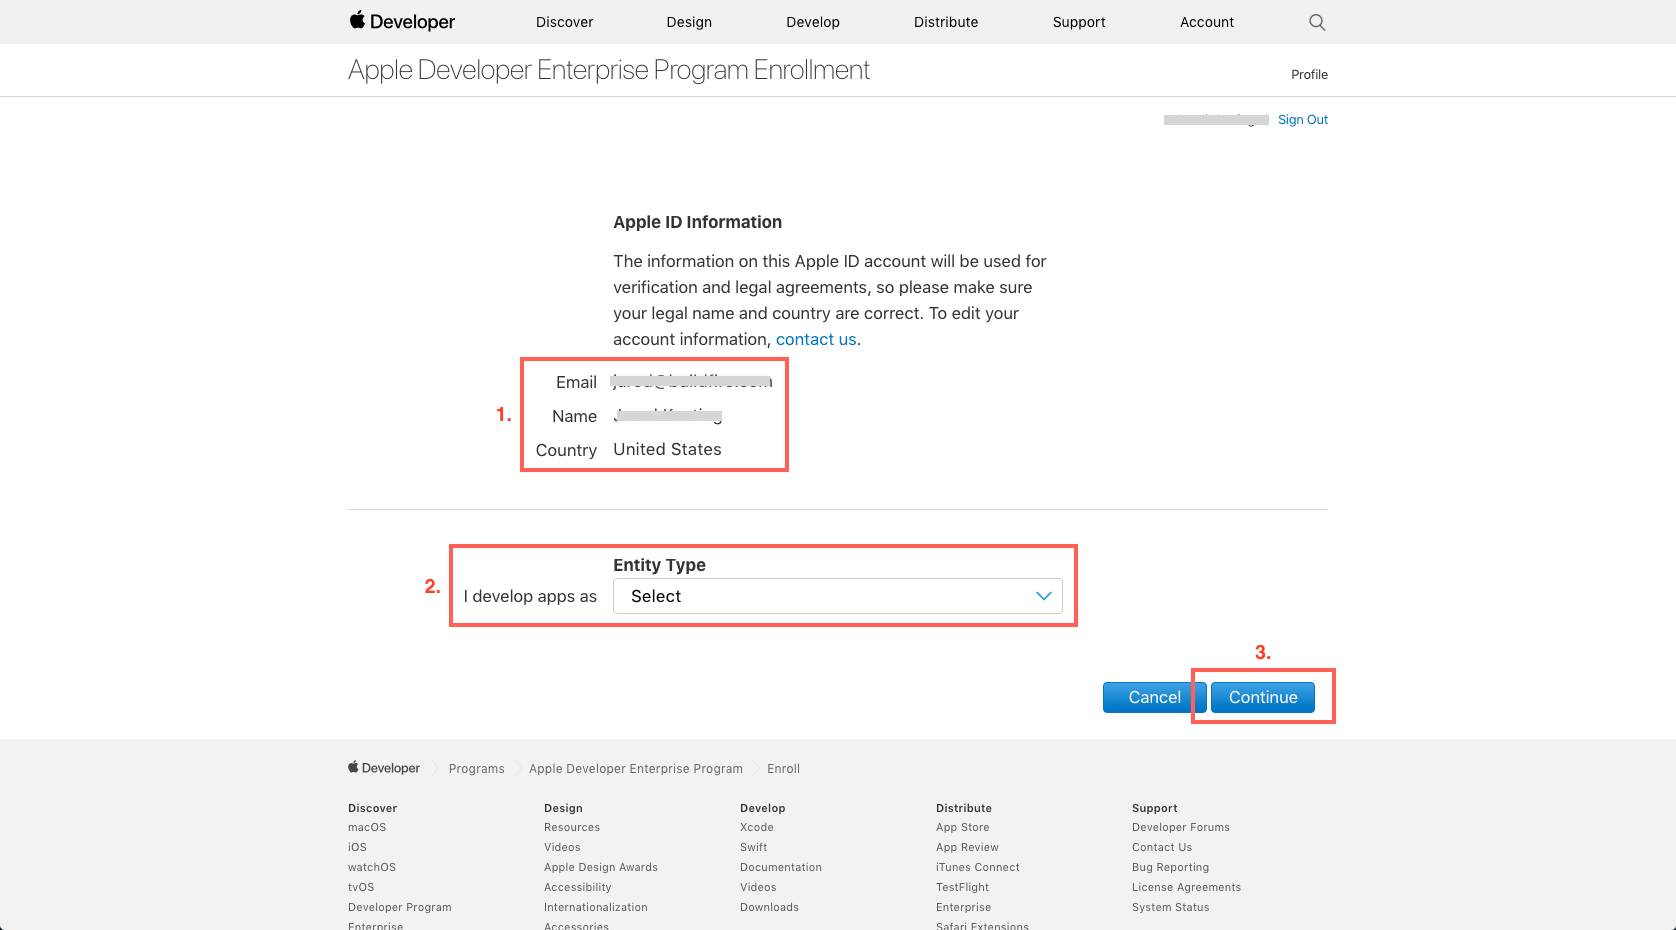 Developer
Discover
Design
Develop
Distribute
Support
Account
Apple Developer Enterprise Program Enrollment
Profile
Sign Out
Apple ID Information
The information on this Apple ID account will be used for
verification and legal agreements, so please make sure
your legal name and country are correct. To edit your
account information, contact us.
1.
Email
Name
Country United States
2.
Entity Type
I develop apps as Select
3.
Cancel Continue
Developer Programs Apple Developer Enterprise Program Enroll
Discover
macOS
iOS
watchOS
tvOS
Developer Program
Enterprise
Design
Resources
Videos
Apple Design Awards
Accessibility
Internationalization
Accessories
Develop
Xcode
Swift
Documentation
Videos
Downloads
Distribute
App Store
App Review
iTunes Connect
TestFlight
Enterprise
Safari Extensions
Support
Developer Forums
Contact Us
Bug Reporting
License Agreements
System Status